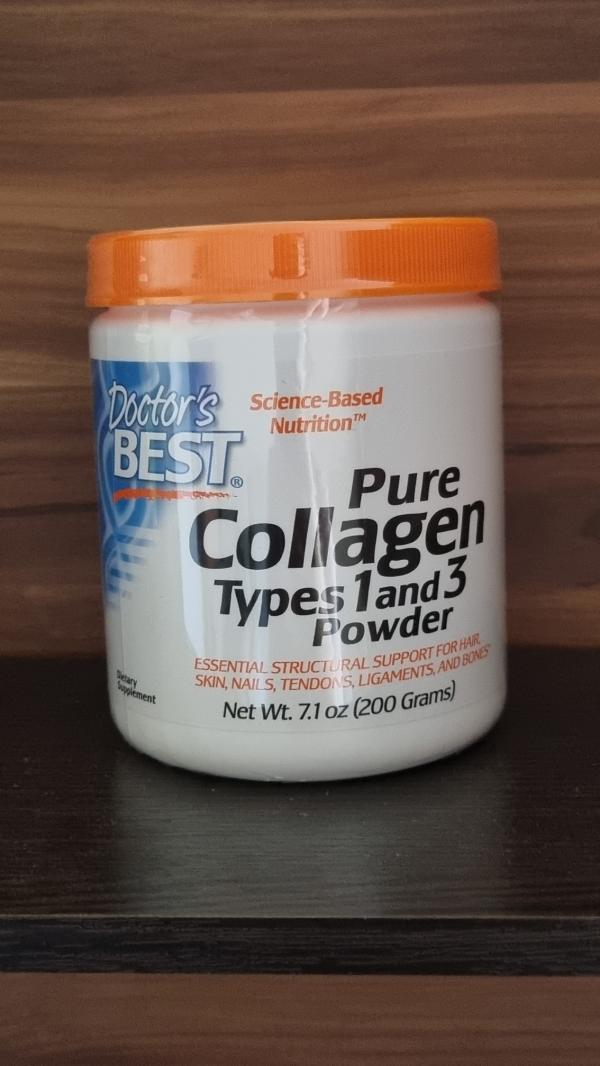 Doctor's
BEST®
Science-Based
Nutrition™
Pure
Collagen
Types 1 and 3
Powder
ESSENTIAL STRUCTURAL SUPPORT FOR HAIR,
SKIN, NAILS, TENDONS, LIGAMENTS, AND BONES*
Dietary
Supplement
Net Wt. 7.1 oz (200 Grams)